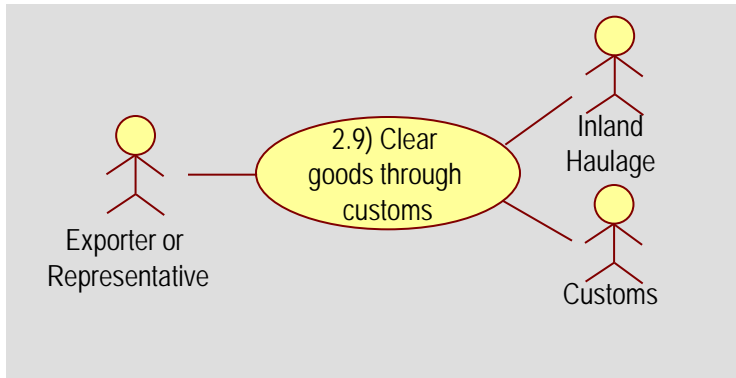 2.9) Clear
goods through
customs
Inland
Haulage
Exporter or
Representative
Customs